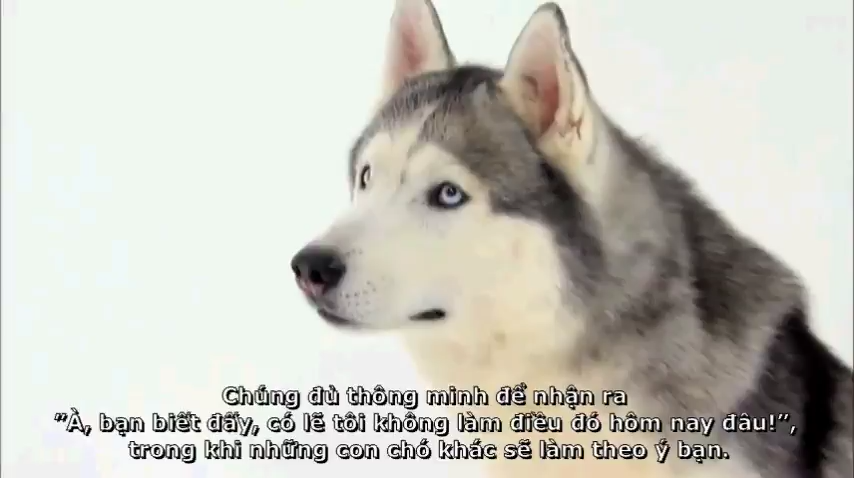 Chúng đủ thông minh để nhận ra
"À, bạn biết đấy, có lẽ tôi không làm điều đó hôm nay đâu!",
trong khi những con chó khác sẽ làm theo ý bạn.